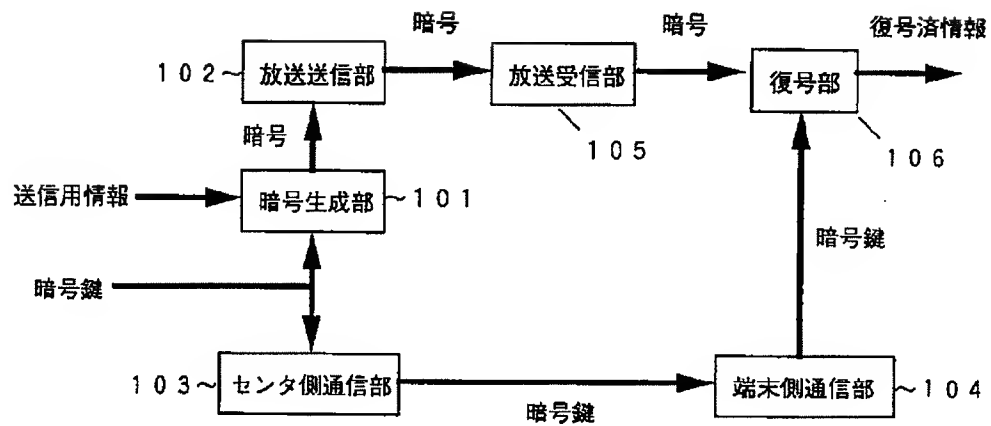 暗号
暗号
復号済情報
102
放送送信部
放送受信部
復号部
暗号
105
106
送信用情報
暗号生成部
101
暗号鍵
暗号鍵
103
センタ側通信部
端末側通信部
104
暗号鍵